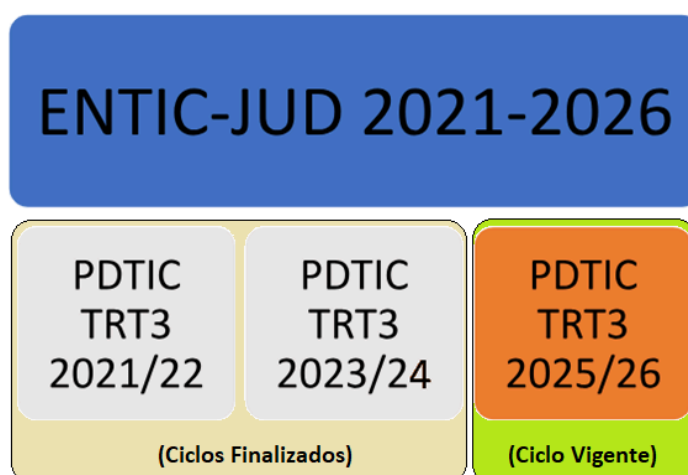 ENTIC-JUD 2021-2026
PDTIC
TRT3
2021/22
PDTIC
TRT3
2023/24
PDTIC
TRT3
2025/26
(Ciclos Finalizados)
(Ciclo Vigente)